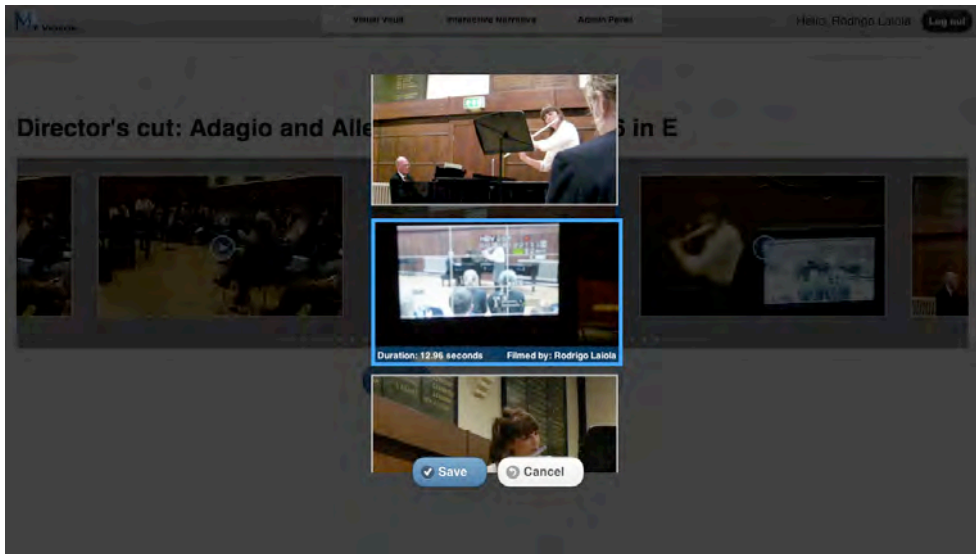 Visual Vault Interactive Narrative Admin Panel Hello, Rodrigo Laiola Log out
Director's cut: Adagio and Alle
in E
Duration: 12.96 seconds Filmed by: Rodrigo Laiola
Save Cancel